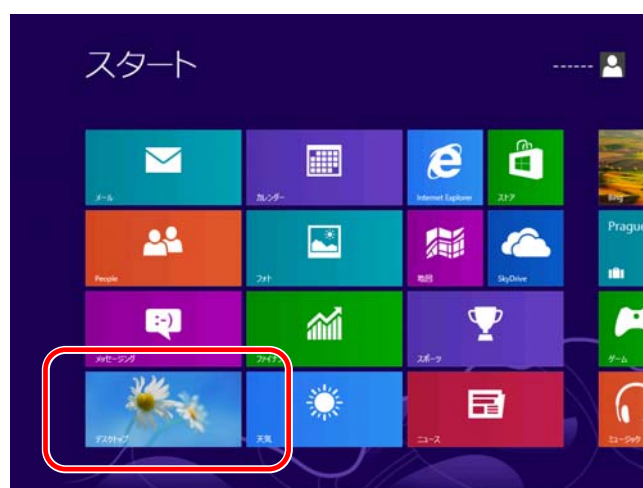 スタート
------
メール
カレンダー
Internet Explorer
ストア
Bing
People
フォト
地図
SkyDrive
Prague
メッセージング
ファイナンス
スポーツ
ゲーム
デスクトップ
天気
ニュース
ミュージック